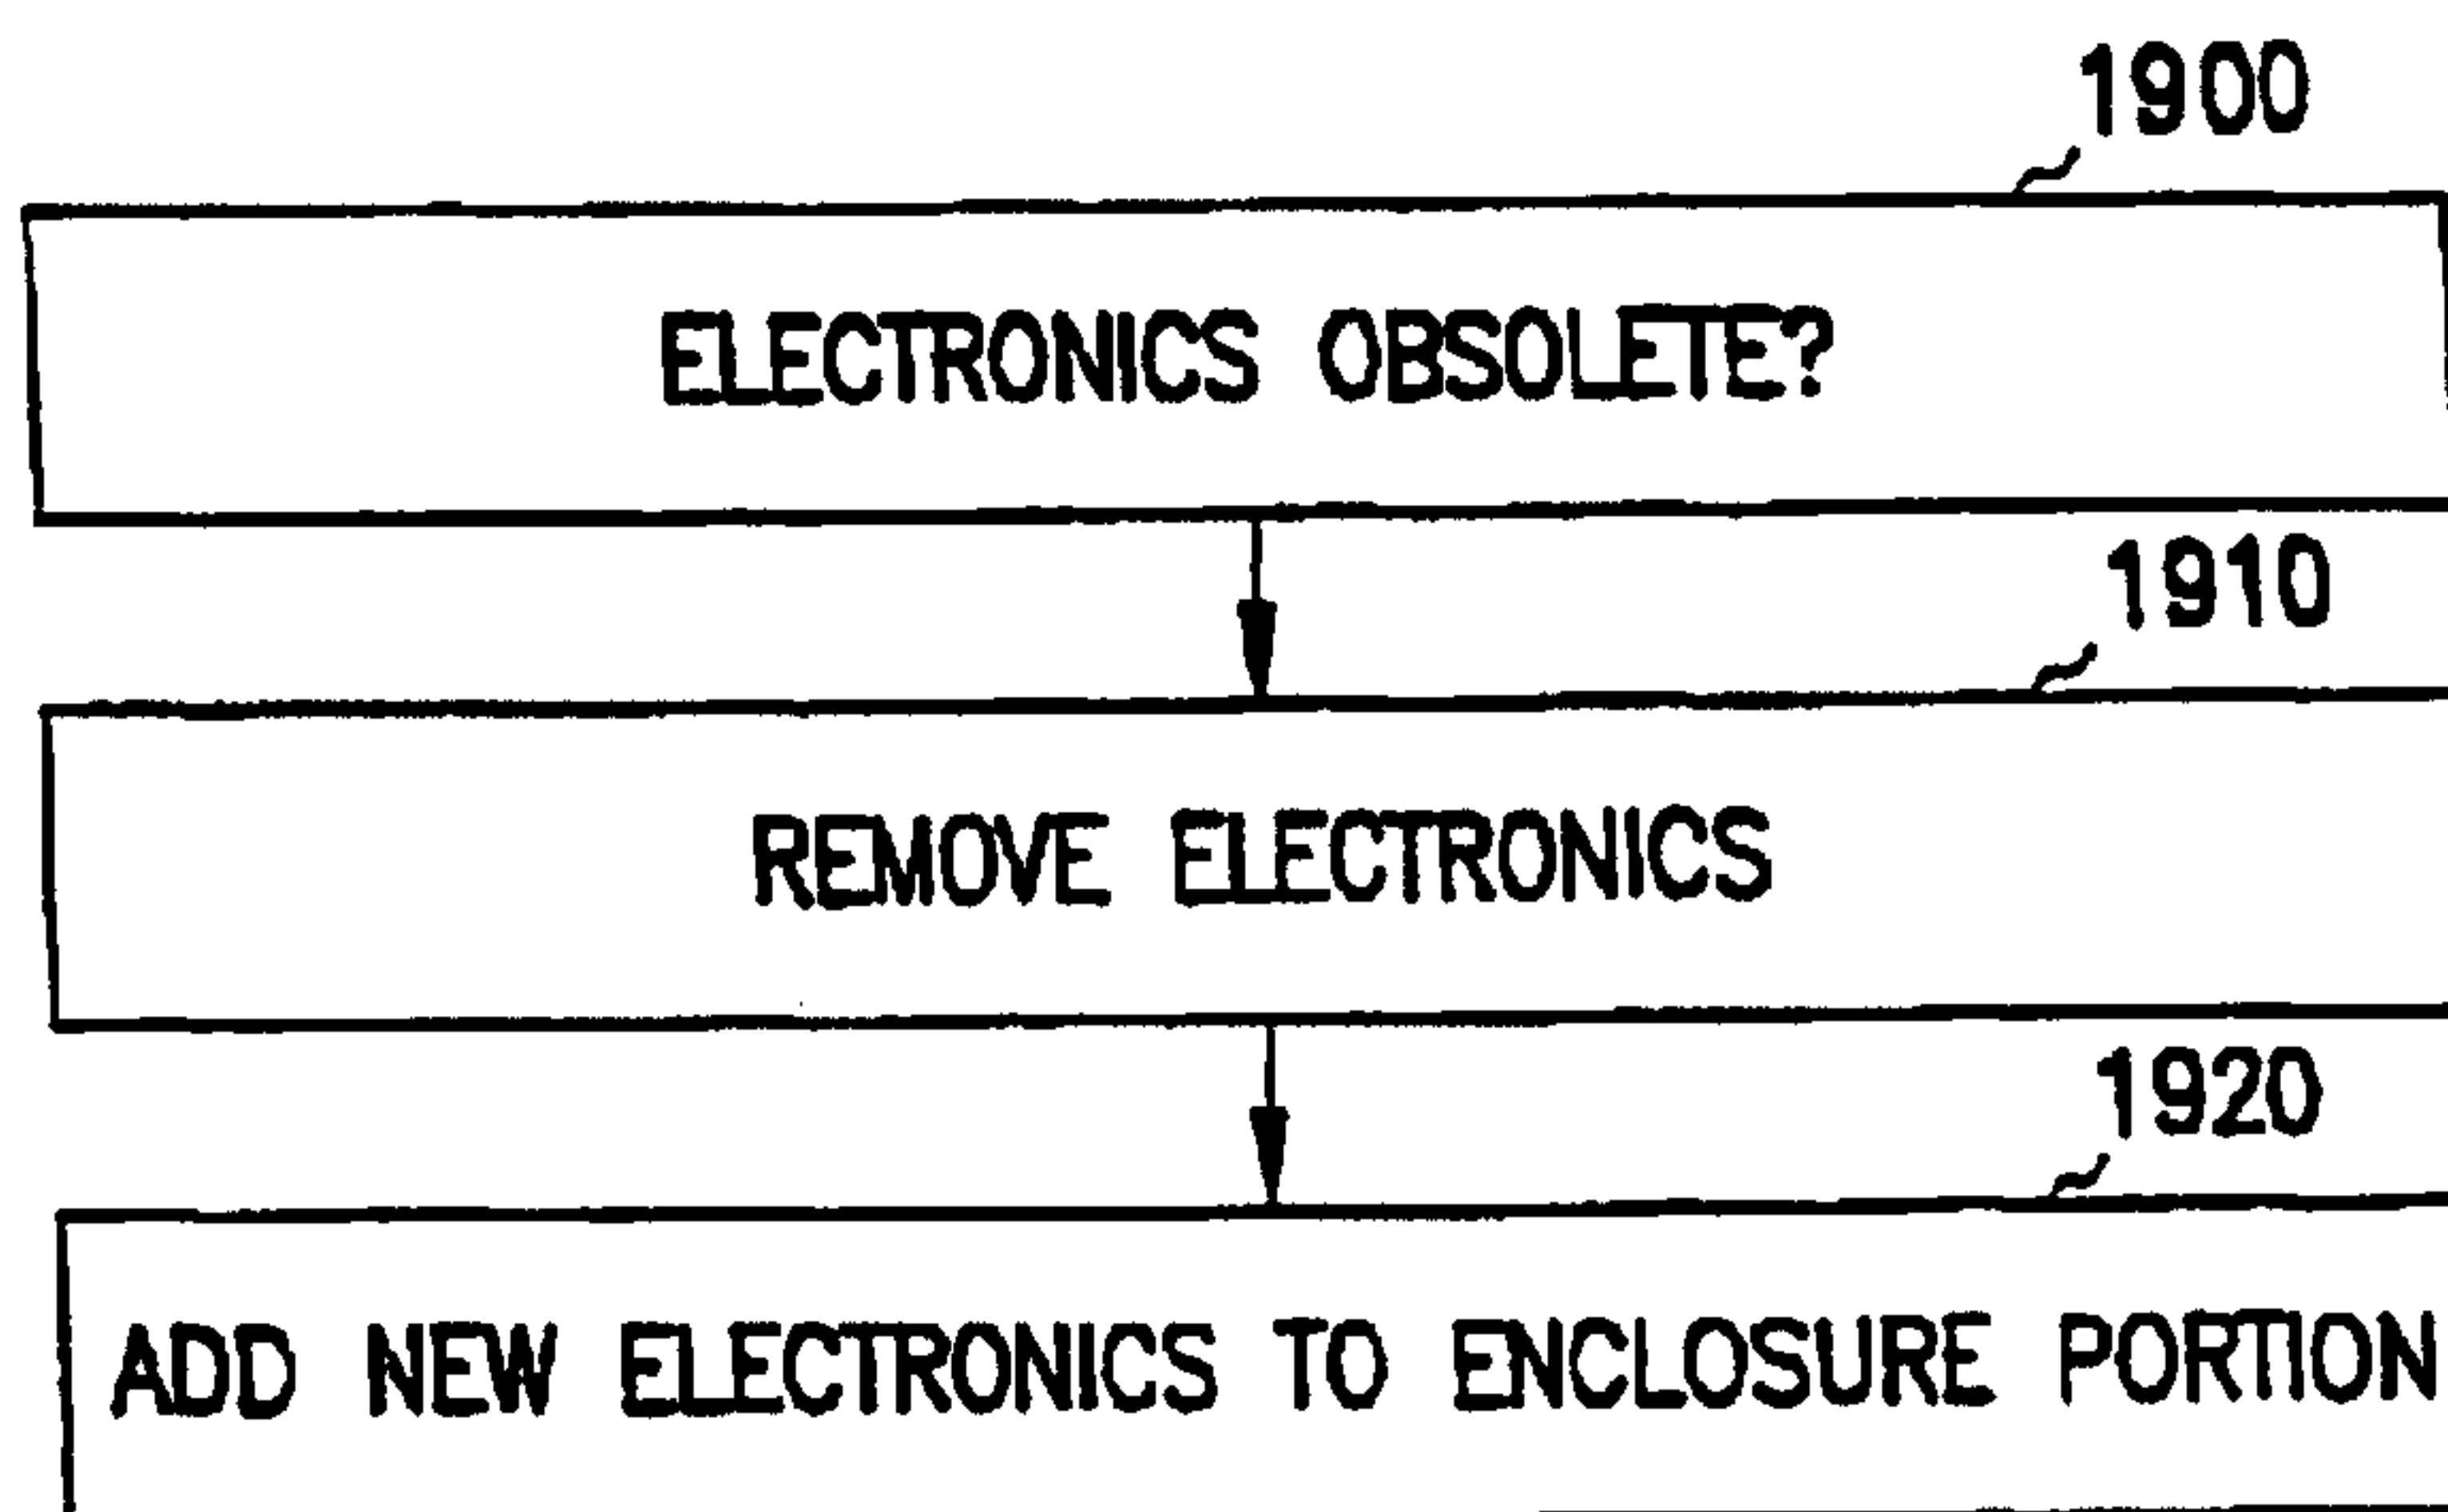 1900
ELECTRONICS OBSOLETE?
1910
REMOVE ELECTRONICS
1920
ADD NEW ELECTRONICS TO ENCLOSURE PORTION